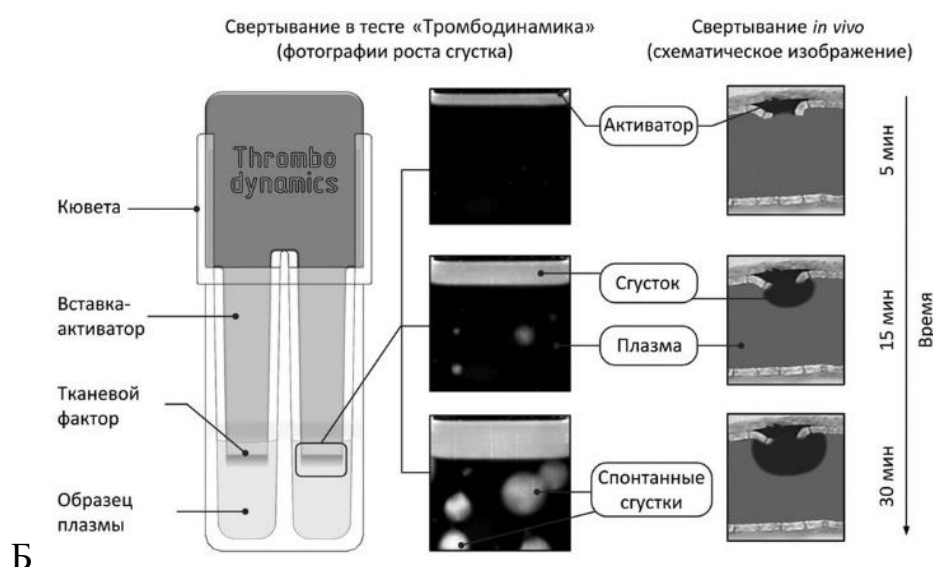 Свертывание в тесте «Тромбодинамика»
(фотографии роста сгустка)
Свертывание in vivo
(схематическое изображение)
Thrombo
dynamics
Кювета
Вставка-
активатор
Тканевой
фактор
Образец
плазмы
Активатор
Сгусток
Плазма
Спонтанные
сгустки
5 мин
15 мин
30 мин
Время
Б